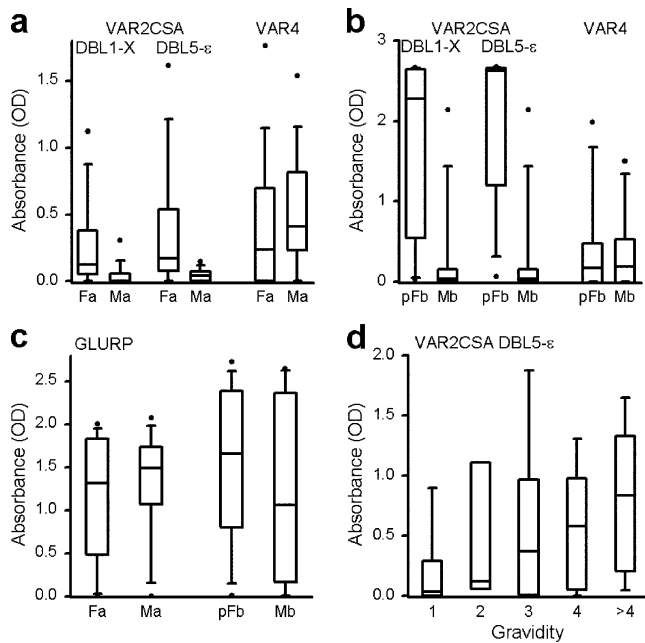 a
VAR2CSA VAR4
DBL1-X DBL5-ε
Absorbance (OD)
1.5
1.0
0.5
0.0
Fa Ma Fa Ma Fa Ma
b
VAR2CSA VAR4
DBL1-X DBL5-ε
Absorbance (OD)
3
2
1
0
pFb Mb pFb Mb pFb Mb
c
GLURP
Absorbance (OD)
2.5
2.0
1.5
1.0
0.5
0.0
Fa Ma pFb Mb
d
VAR2CSA DBL5-ε
Absorbance (OD)
2.0
1.5
1.0
0.5
0.0
1 2 3 4 >4
Gravidity